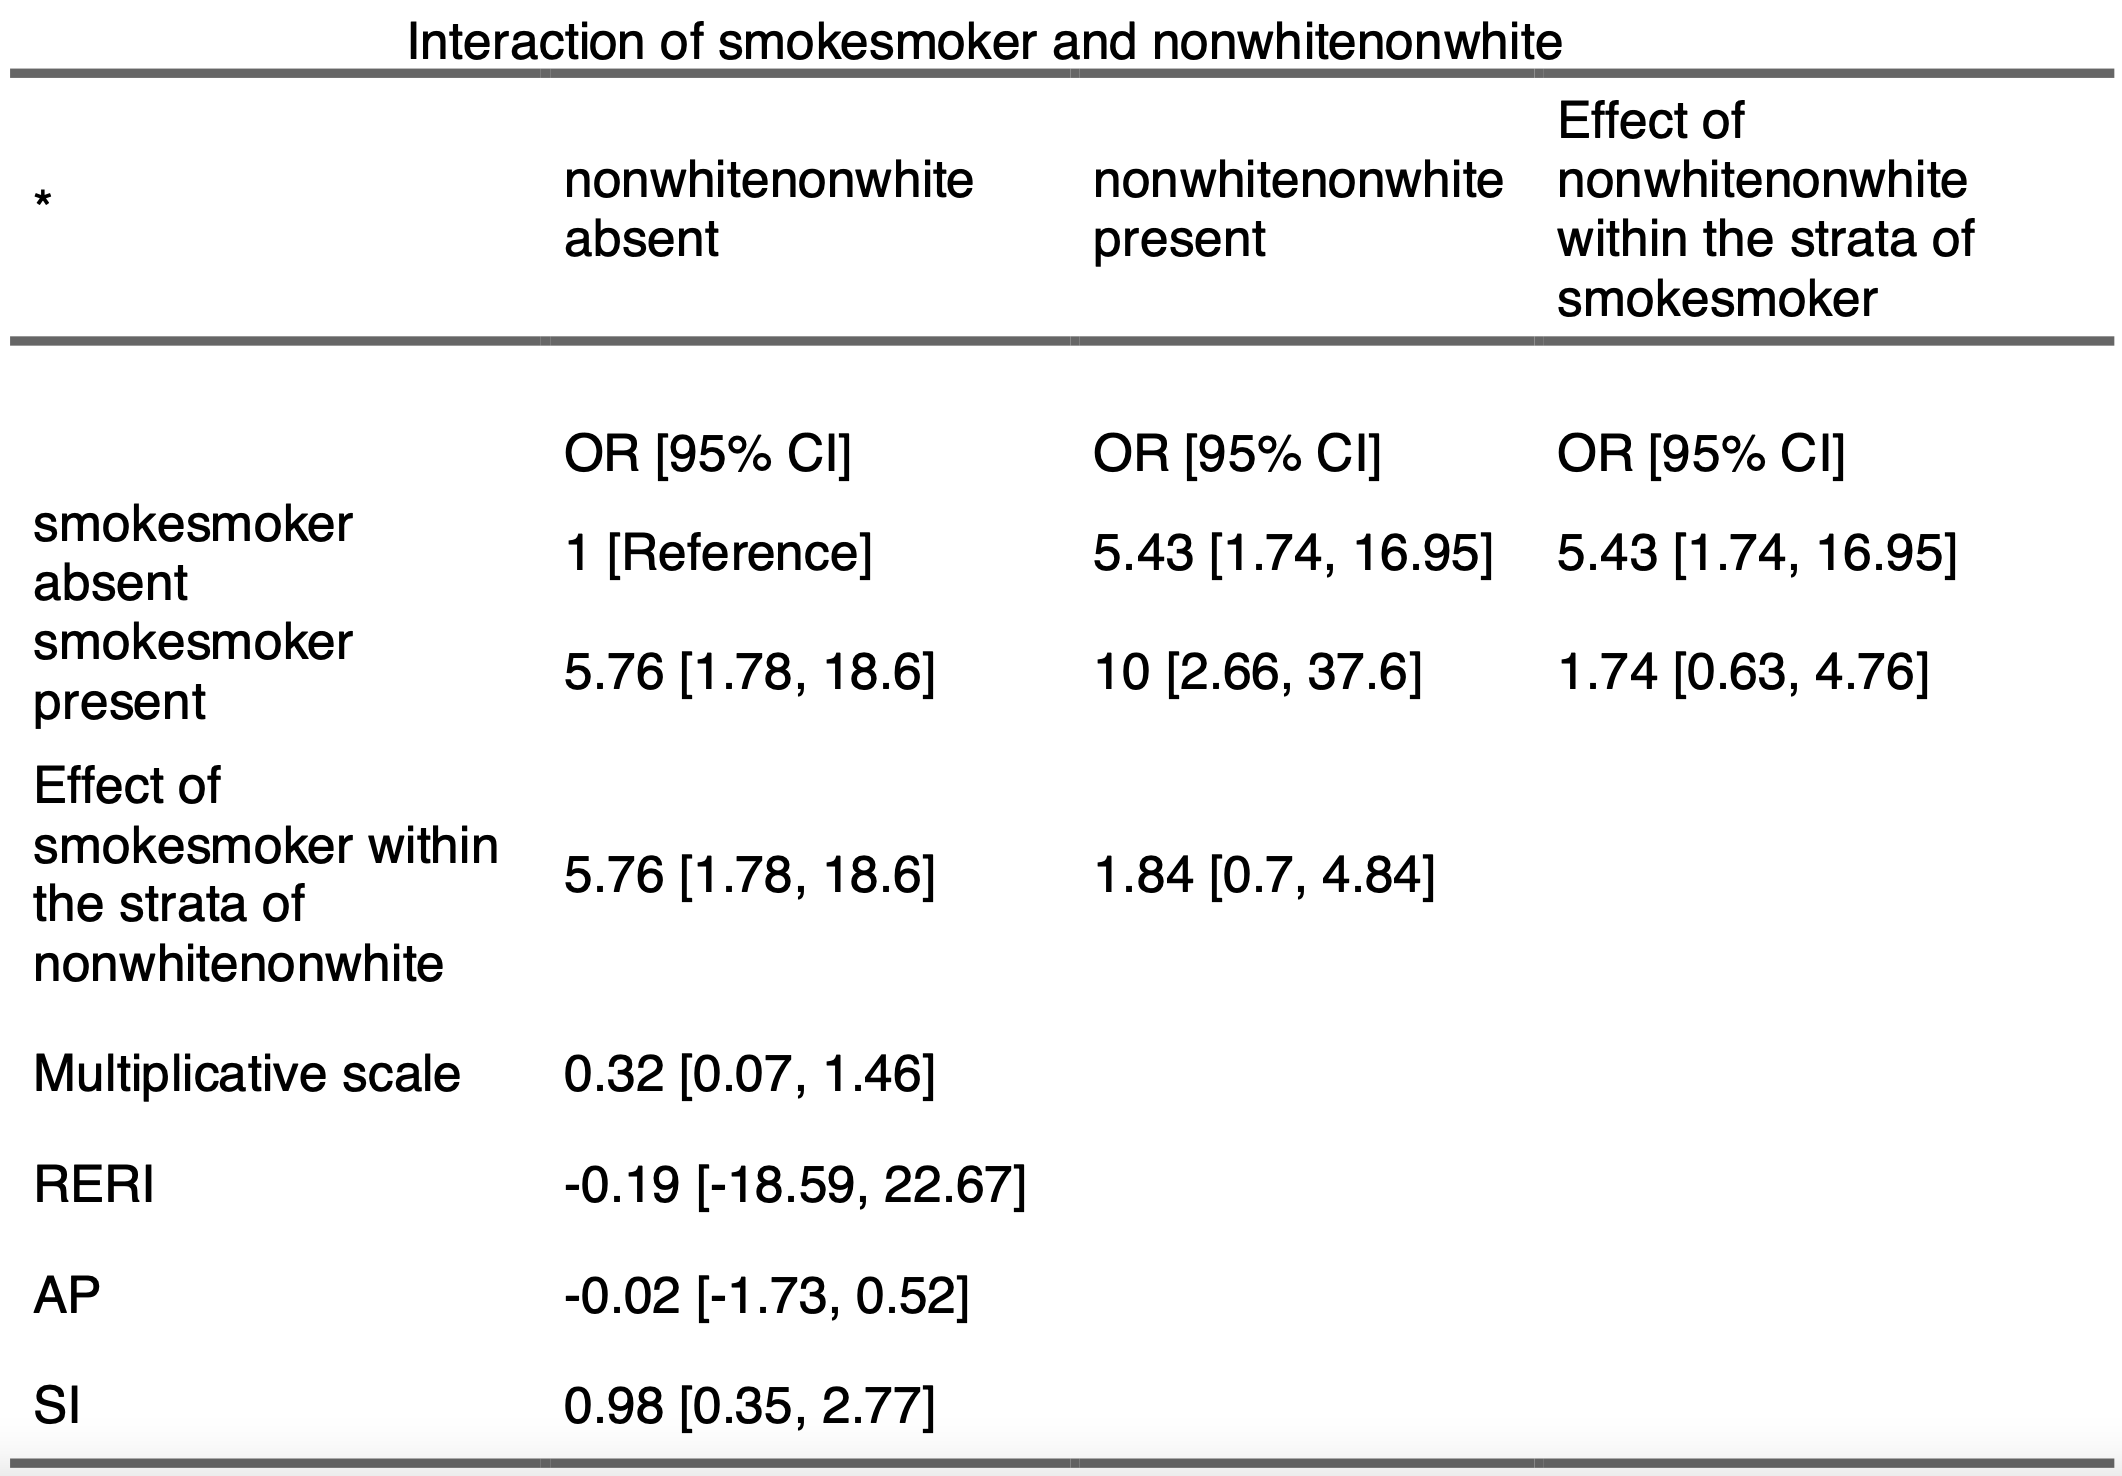 Interaction of smokesmoker and nonwhitenonwhite
*
nonwhitenonwhite
absent
nonwhitenonwhite
present
Effect of
nonwhitenonwhite
within the strata of
smokesmoker
OR [95% CI]
OR [95% CI]
OR [95% CI]
smokesmoker
absent
1 [Reference]
5.43 [1.74, 16.95]
5.43 [1.74, 16.95]
smokesmoker
present
5.76 [1.78, 18.6]
10 [2.66, 37.6]
1.74 [0.63, 4.76]
Effect of
smokesmoker within
the strata of
nonwhitenonwhite
5.76 [1.78, 18.6]
1.84 [0.7, 4.84]
Multiplicative scale
0.32 [0.07, 1.46]
RERI
-0.19 [-18.59, 22.67]
AP
-0.02 [-1.73, 0.52]
SI
0.98 [0.35, 2.77]